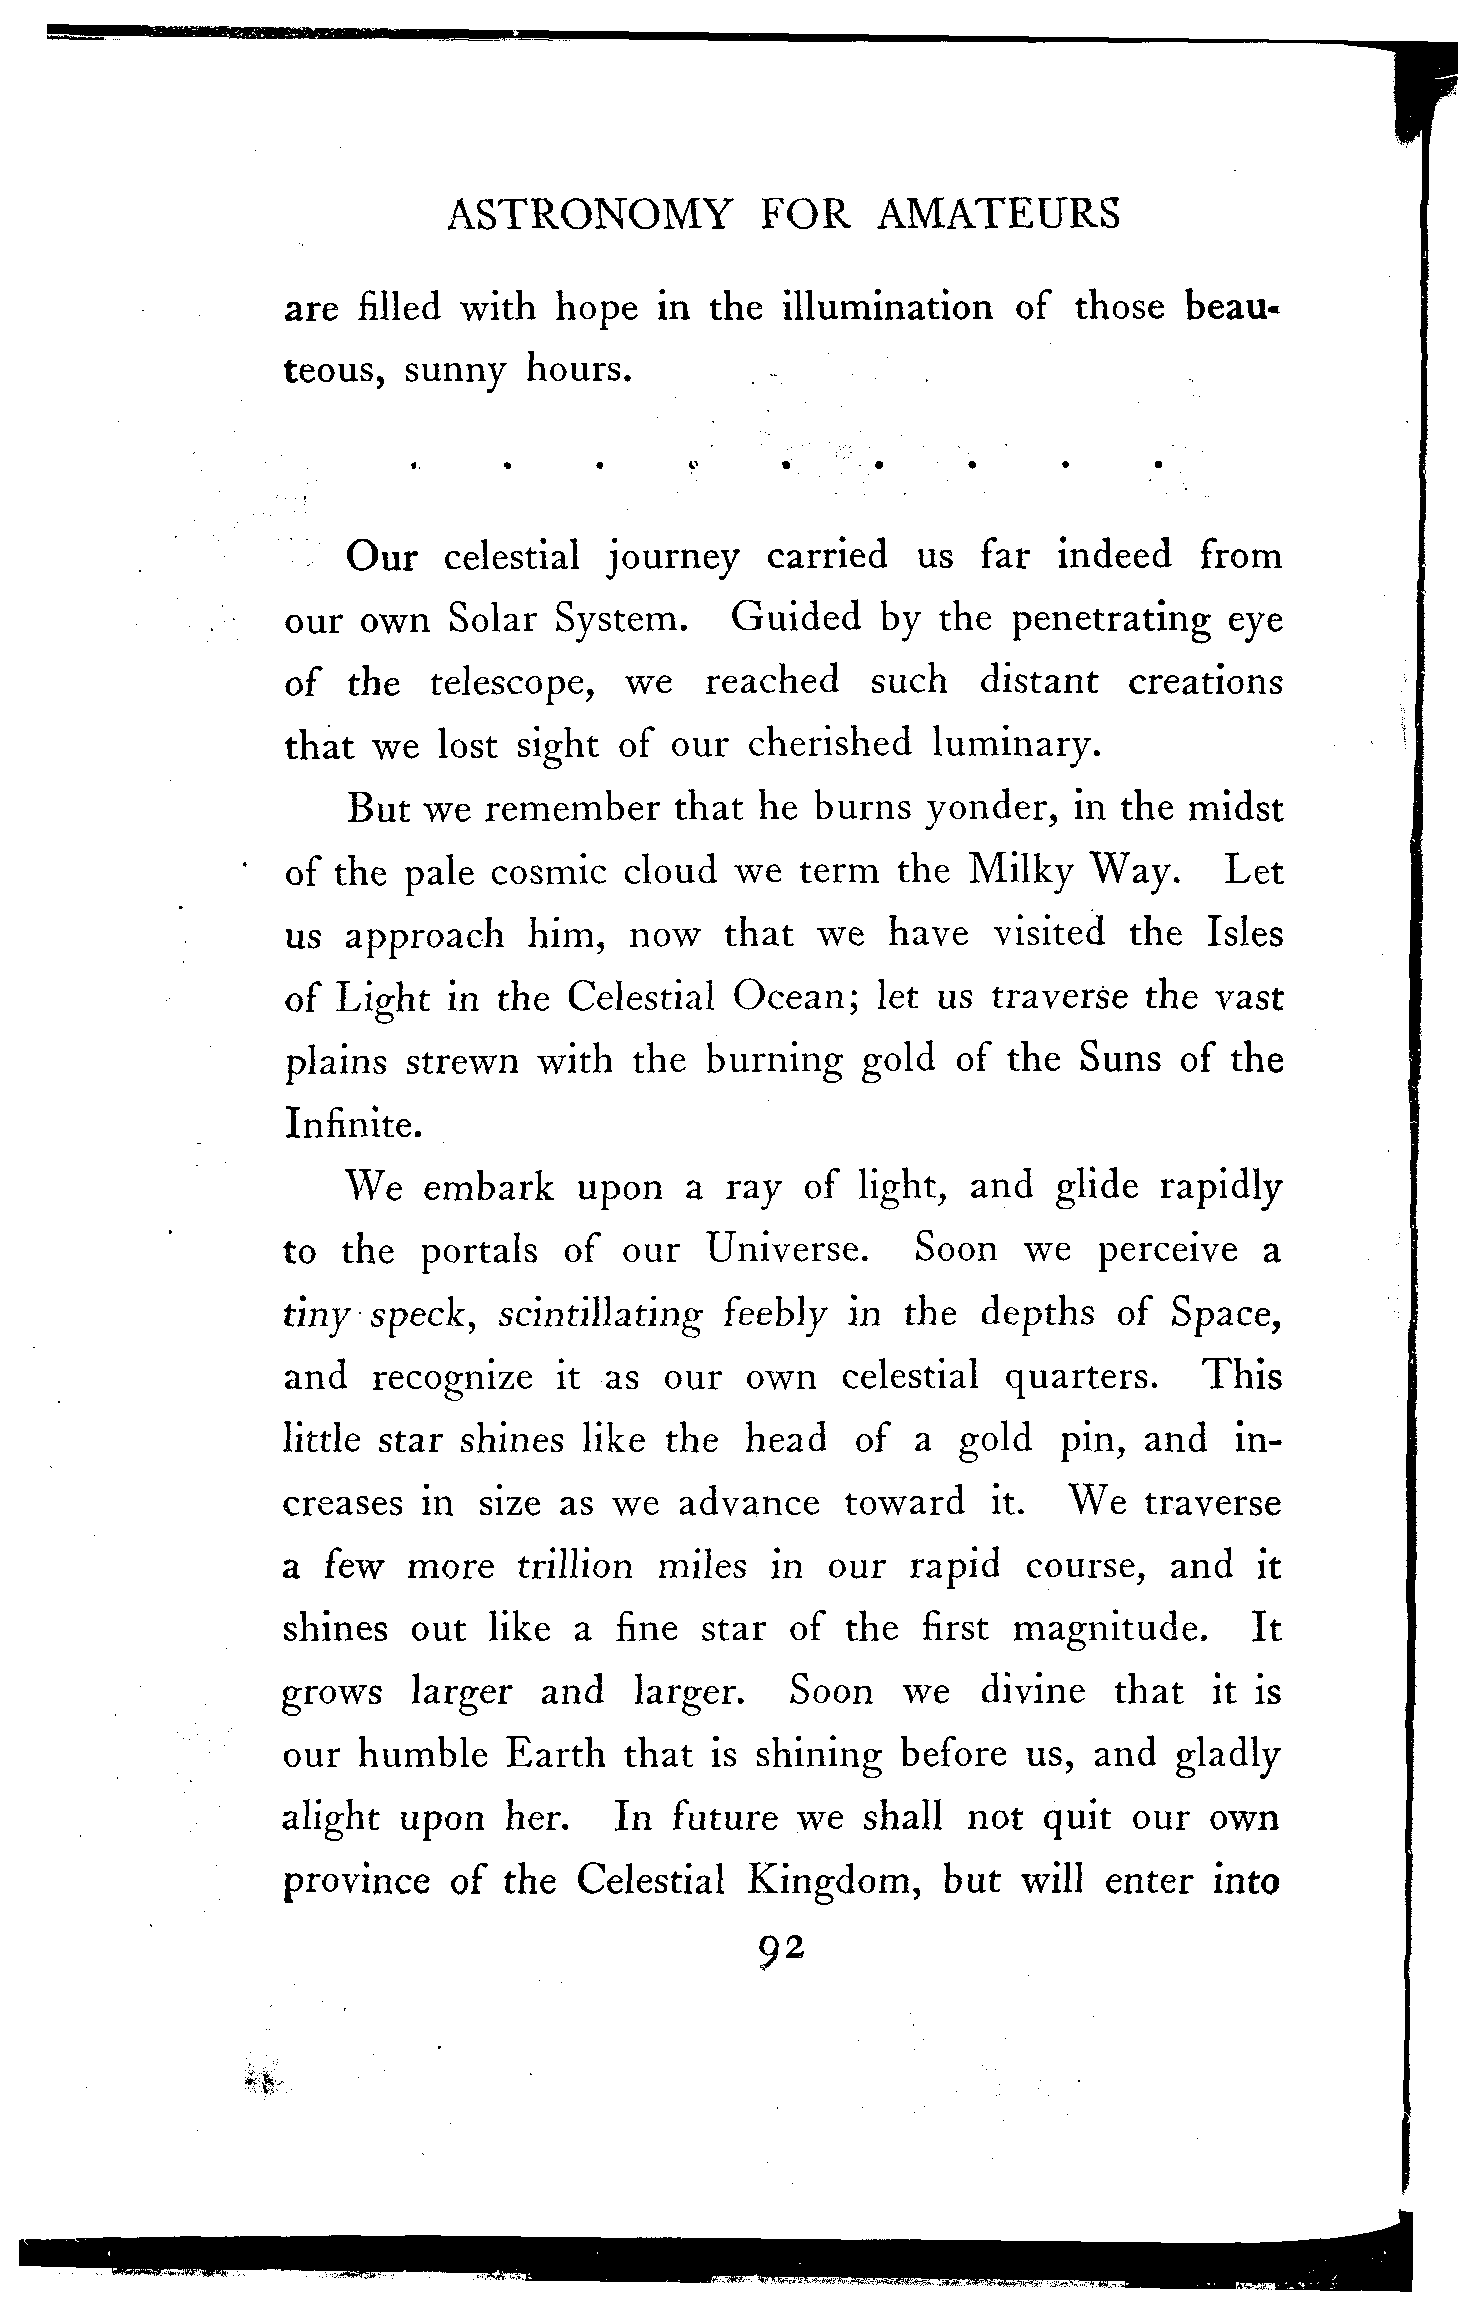 ASTRONOMY FOR AMATEURS
are filled with hope in the illumination of those beau-
teous, sunny hours.
. . . . . . . . .
Our celestial journey carried us far indeed from
our own Solar System. Guided by the penetrating eye
of the telescope, we reached such distant creations
that we lost sight of our cherished luminary.
But we remember that he burns yonder, in the midst
of the pale cosmic cloud we term the Milky Way. Let
us approach him, now that we have visited the Isles
of Light in the Celestial Ocean; let us traverse the vast
plains strewn with the burning gold of the Suns of the
Infinite.
We embark upon a ray of light, and glide rapidly
to the portals of our Universe. Soon we perceive a
tiny speck, scintillating feebly in the depths of Space,
and recognize it as our own celestial quarters. This
little star shines like the head of a gold pin, and in-
creases in size as we advance toward it. We traverse
a few more trillion miles in our rapid course, and it
shines out like a fine star of the first magnitude. It
grows larger and larger. Soon we divine that it is
our humble Earth that is shining before us, and gladly
alight upon her. In future we shall not quit our own
province of the Celestial Kingdom, but will enter into
92